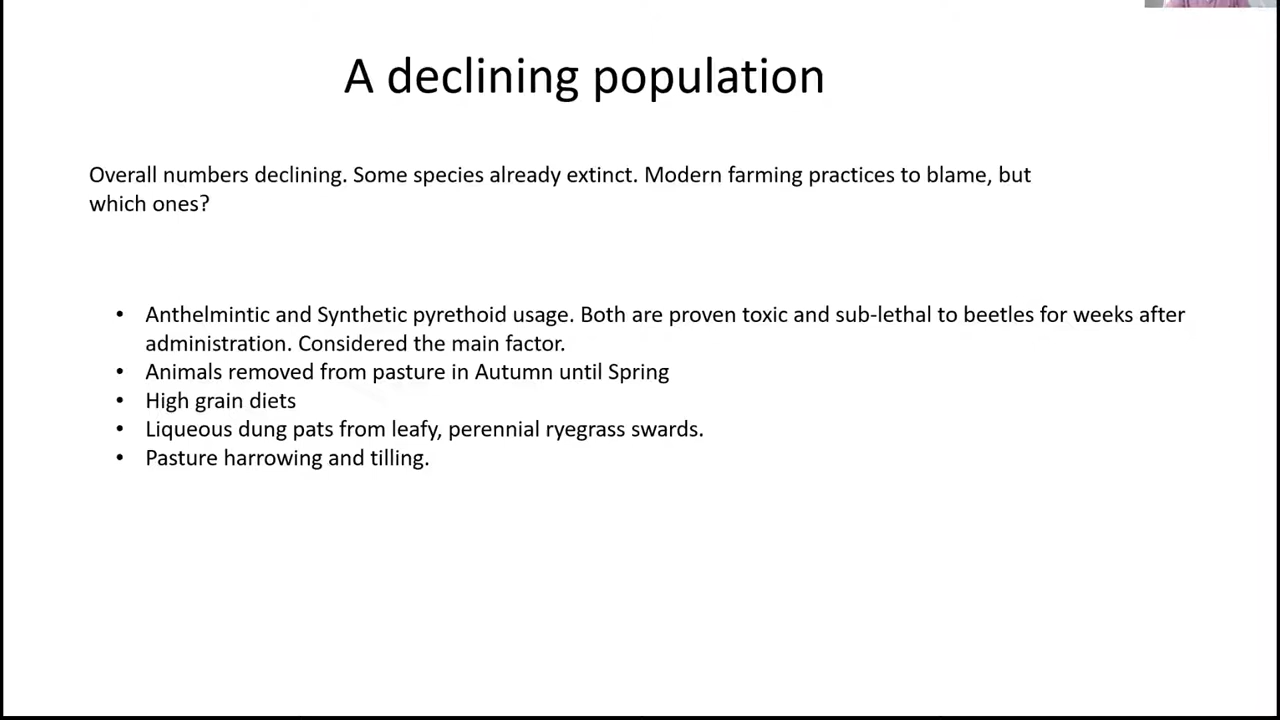 A declining population
Overall numbers declining. Some species already extinct. Modern farming practices to blame, but
which ones?
• Anthelmintic and Synthetic pyrethoid usage. Both are proven toxic and sub-lethal to beetles for weeks after
administration. Considered the main factor.
• Animals removed from pasture in Autumn until Spring
• High grain diets
• Liqueous dung pats from leafy, perennial ryegrass swards.
• Pasture harrowing and tilling.